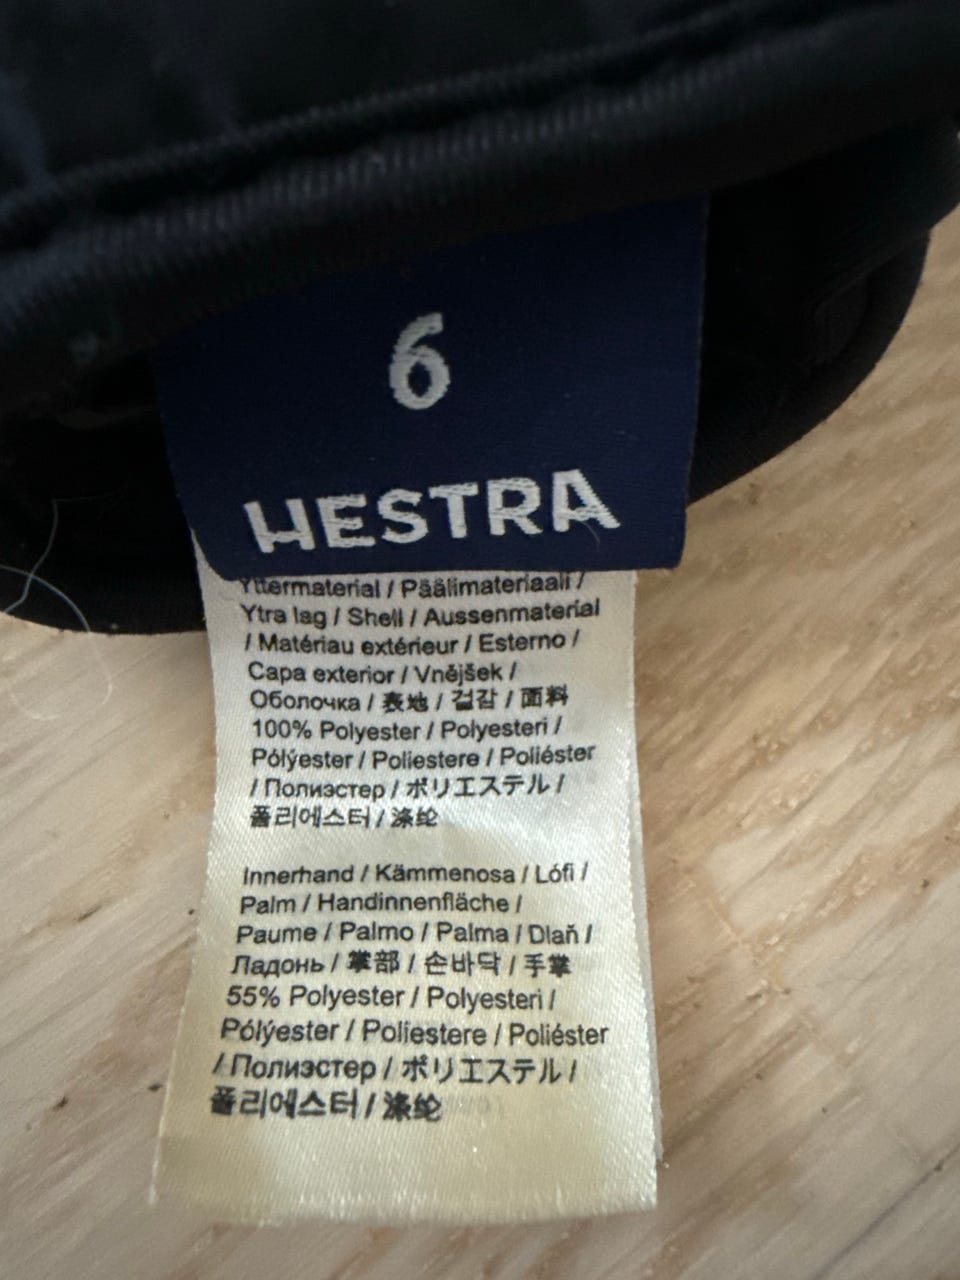 6
HESTRA
Yttermaterial / Päälimateriaali /
Ytra lag / Shell / Aussenmaterial
/ Matériau extérieur / Esterno /
Capa exterior / Vnějšek /
Оболочка / 表地 / 겉감 / 面料
100% Polyester / Polyesteri /
Pólýester / Poliestere / Poliéster
/ Полиэстер / ポリエステル /
폴리에스터 / 涤纶
Innerhand / Kämmenosa / Lófi /
Palm / Handinnenfläche /
Paume / Palmo / Palma / Dlaň /
Ладонь / 掌部 / 손바닥 / 手掌
55% Polyester / Polyesteri /
Pólýester / Poliestere / Poliéster
/ Полиэстер / ポリエステル /
폴리에스터 / 涤纶